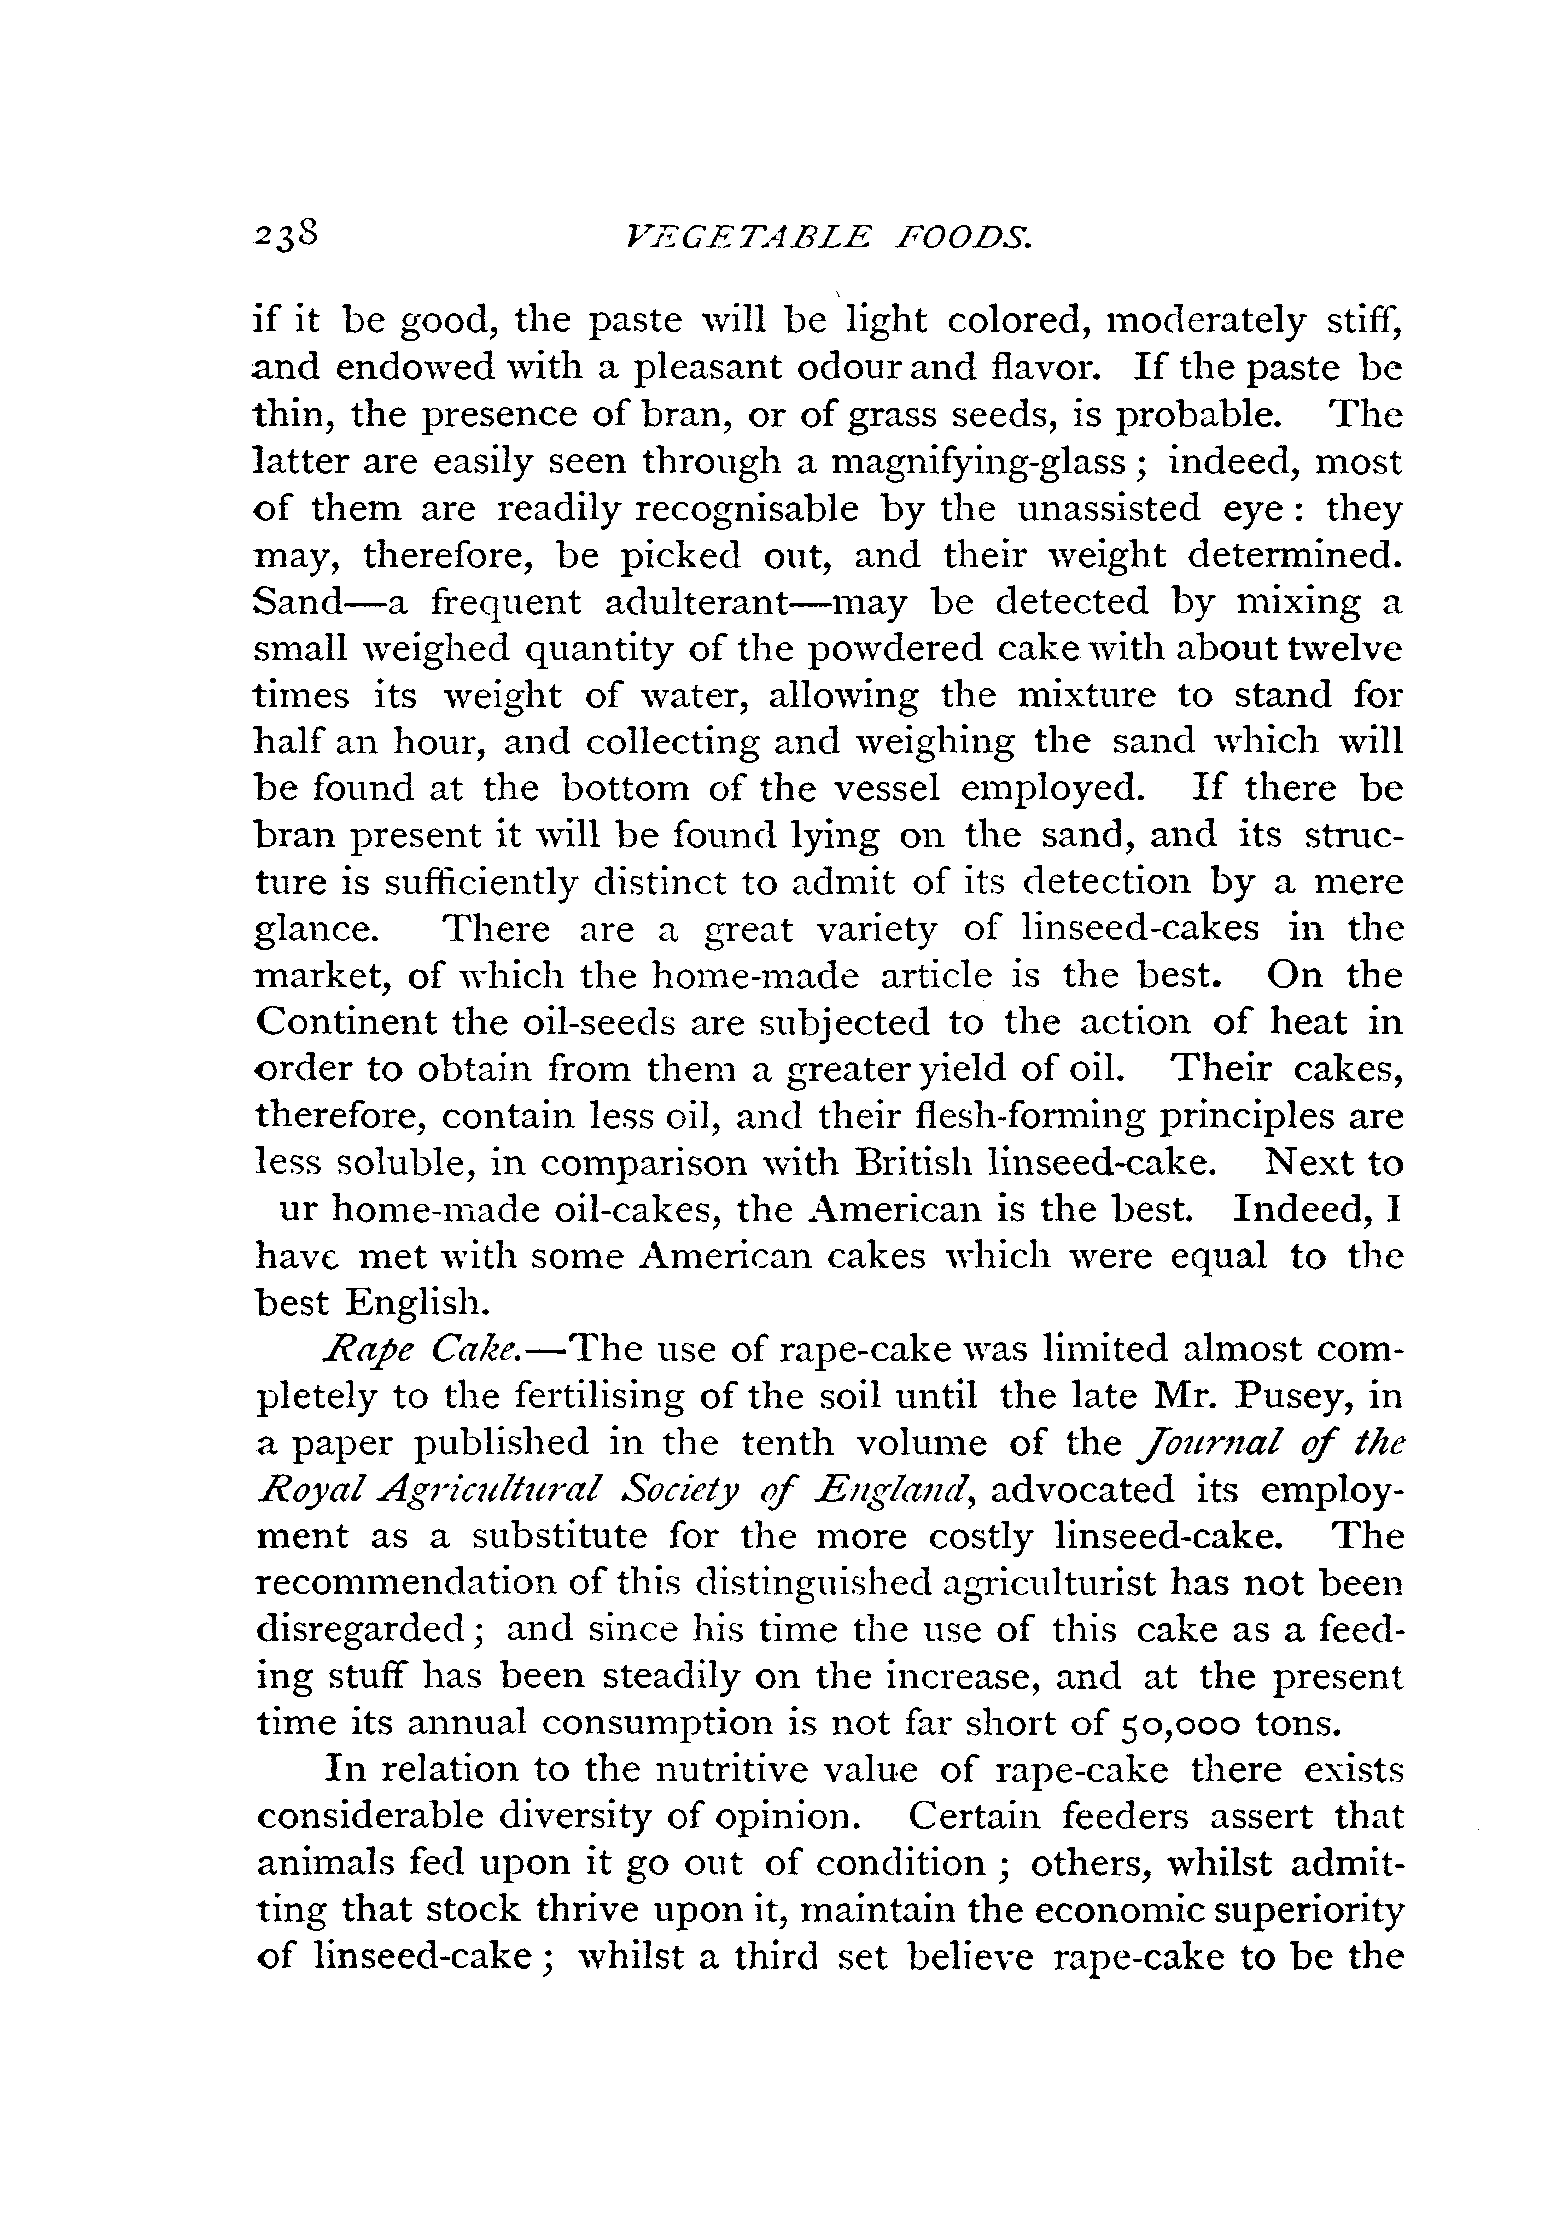 238 VEGETABLE FOODS.
if it be good, the paste will be light colored, moderately stiff,
and endowed with a pleasant odour and flavor. If the paste be
thin, the presence of bran, or of grass seeds, is probable. The
latter are easily seen through a magnifying-glass ; indeed, most
of them are readily recognisable by the unassisted eye : they
may, therefore, be picked out, and their weight determined.
Sand—a frequent adulterant—may be detected by mixing a
small weighed quantity of the powdered cake with about twelve
times its weight of water, allowing the mixture to stand for
half an hour, and collecting and weighing the sand which will
be found at the bottom of the vessel employed. If there be
bran present it will be found lying on the sand, and its struc-
ture is sufficiently distinct to admit of its detection by a mere
glance. There are a great variety of linseed-cakes in the
market, of which the home-made article is the best. On the
Continent the oil-seeds are subjected to the action of heat in
order to obtain from them a greater yield of oil. Their cakes,
therefore, contain less oil, and their flesh-forming principles are
less soluble, in comparison with British linseed-cake. Next to
ur home-made oil-cakes, the American is the best. Indeed, I
have met with some American cakes which were equal to the
best English.
Rape Cake.—The use of rape-cake was limited almost com-
pletely to the fertilising of the soil until the late Mr. Pusey, in
a paper published in the tenth volume of the Journal of the
Royal Agricultural Society of England, advocated its employ-
ment as a substitute for the more costly linseed-cake. The
recommendation of this distinguished agriculturist has not been
disregarded ; and since his time the use of this cake as a feed-
ing stuff has been steadily on the increase, and at the present
time its annual consumption is not far short of 50,000 tons.
In relation to the nutritive value of rape-cake there exists
considerable diversity of opinion. Certain feeders assert that
animals fed upon it go out of condition ; others, whilst admit-
ting that stock thrive upon it, maintain the economic superiority
of linseed-cake ; whilst a third set believe rape-cake to be the